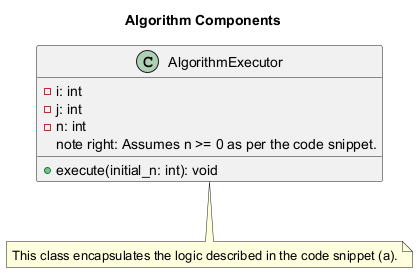 Algorithm Components
C AlgorithmExecutor
i: int
j: int
n: int
note right: Assumes n >= 0 as per the code snippet.
execute(initial_n: int): void
This class encapsulates the logic described in the code snippet (a).